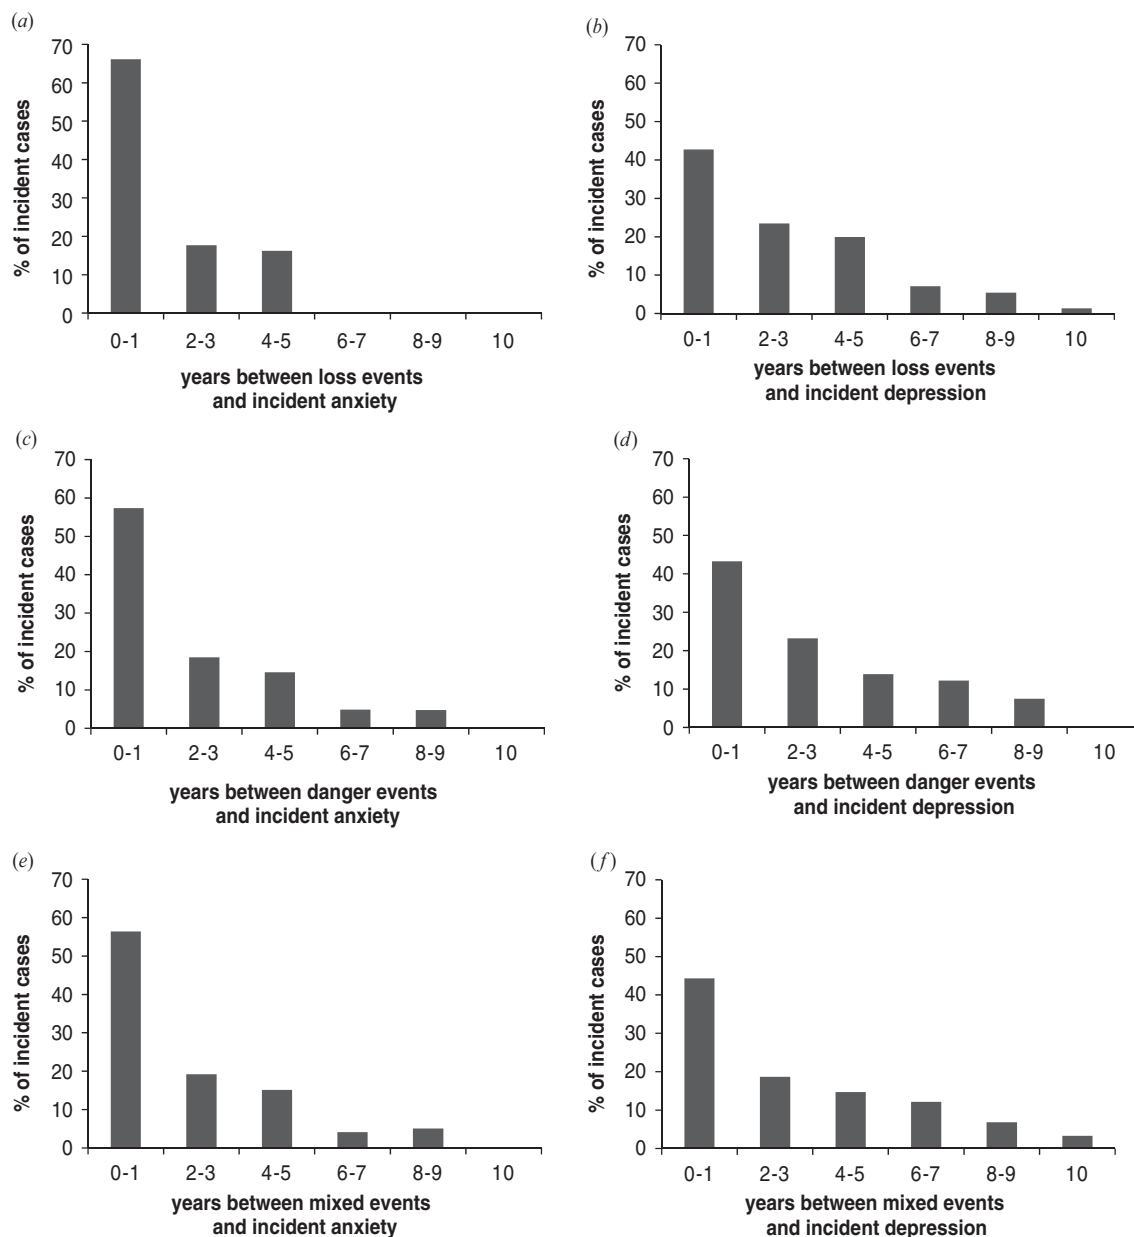 (a)
% of incident cases
70
60
50
40
30
20
10
0
0-1 2-3 4-5 6-7 8-9 10
years between loss events
and incident anxiety
(b)
% of incident cases
70
60
50
40
30
20
10
0
0-1 2-3 4-5 6-7 8-9 10
years between loss events
and incident depression
(c)
% of incident cases
70
60
50
40
30
20
10
0
0-1 2-3 4-5 6-7 8-9 10
years between danger events
and incident anxiety
(d)
% of incident cases
70
60
50
40
30
20
10
0
0-1 2-3 4-5 6-7 8-9 10
years between danger events
and incident depression
(e)
% of incident cases
70
60
50
40
30
20
10
0
0-1 2-3 4-5 6-7 8-9 10
years between mixed events
and incident anxiety
(f)
% of incident cases
70
60
50
40
30
20
10
0
0-1 2-3 4-5 6-7 8-9 10
years between mixed events
and incident depression